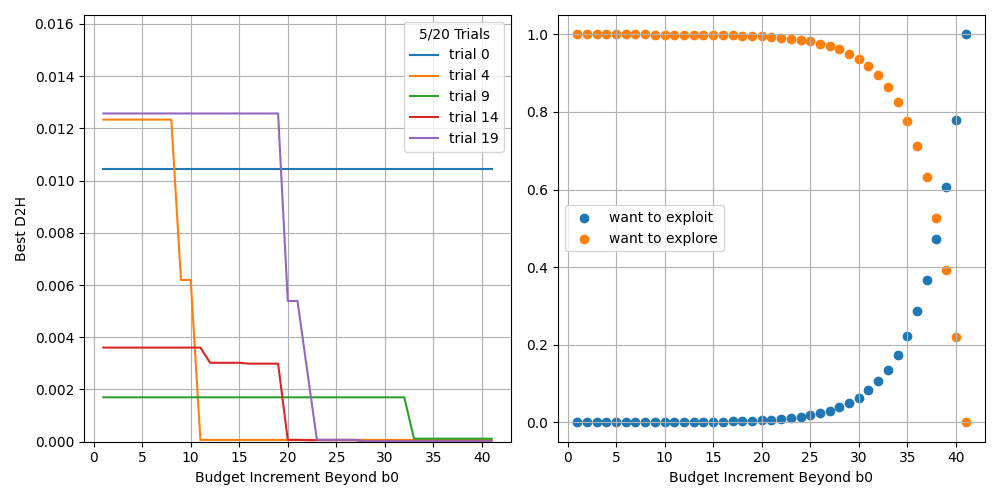 0.016
0.014
0.012
0.010
0.008
0.006
0.004
0.002
0.000
Best D2H
0 5 10 15 20 25 30 35 40
Budget Increment Beyond b0
5/20 Trials
trial 0
trial 4
trial 9
trial 14
trial 19
1.0
0.8
0.6
0.4
0.2
0.0
want to exploit
want to explore
0 5 10 15 20 25 30 35 40
Budget Increment Beyond b0